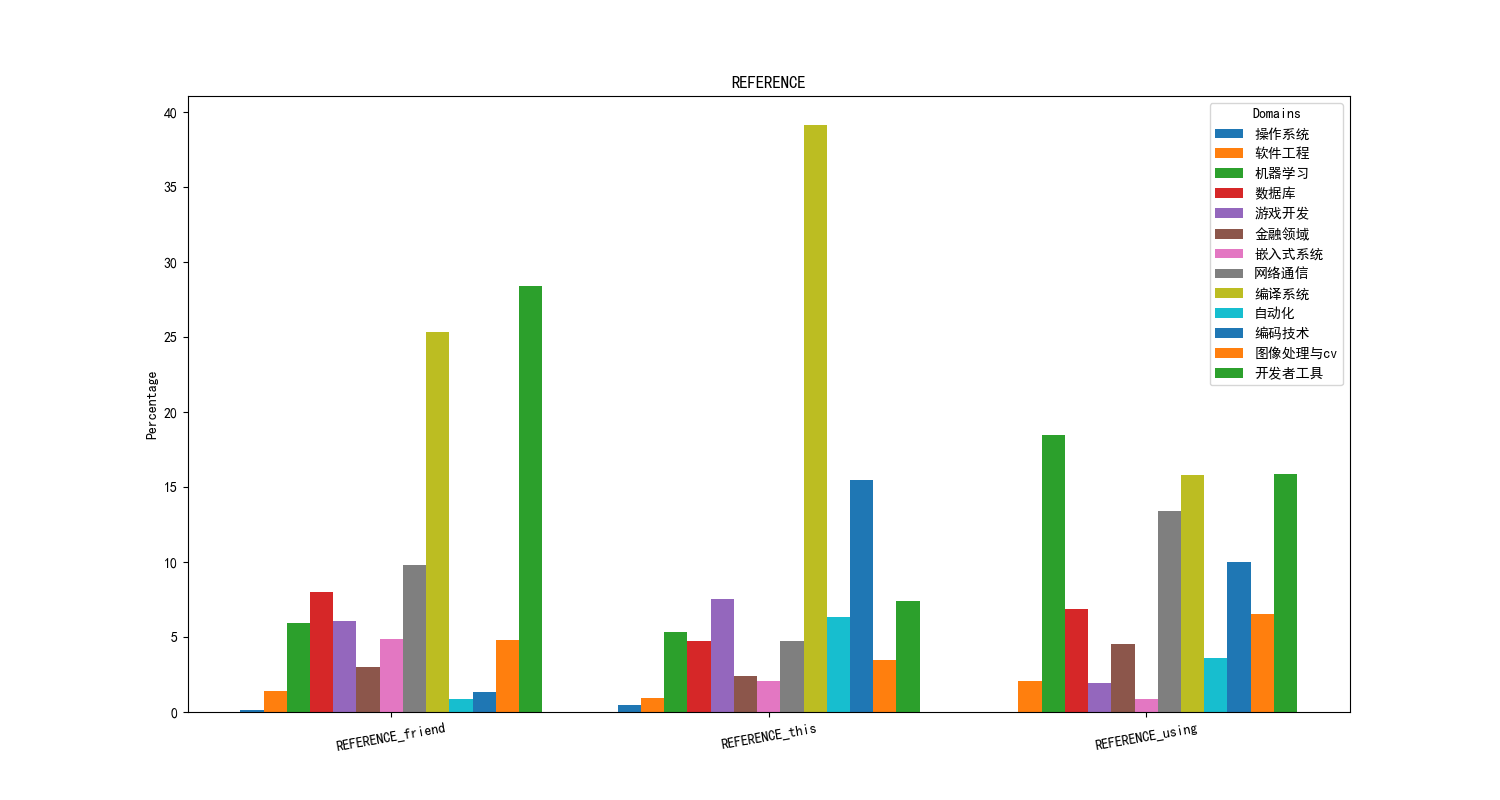 REFERENCE
40
35
30
25
20
15
10
5
0
Percentage
Domains
操作系统
软件工程
机器学习
数据库
游戏开发
金融领域
嵌入式系统
网络通信
编译系统
自动化
编码技术
图像处理与cv
开发者工具
REFERENCE_friend
REFERENCE_this
REFERENCE_using